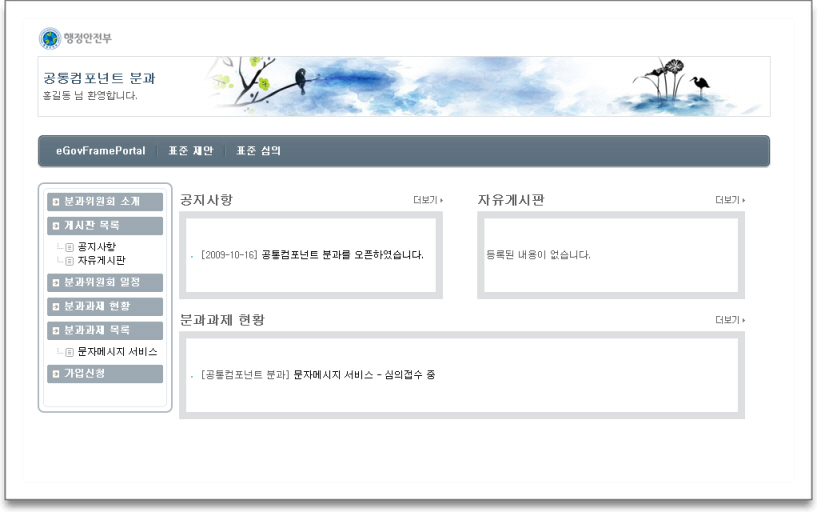 행정안전부
공통컴포넌트 분과
홍길동 님 환영합니다.
eGovFramePortal 표준 제안 표준 심의
분과위원회 소개
게시판 목록
공지사항
자유게시판
분과위원회 일정
분과과제 현황
분과과제 목록
문자메시지 서비스
가입신청
공지사항 더보기
[2009-10-16] 공통컴포넌트 분과를 오픈하였습니다.
자유게시판 더보기
등록된 내용이 없습니다.
분과과제 현황 더보기
[공통컴포넌트 분과] 문자메시지 서비스 - 심의접수 중